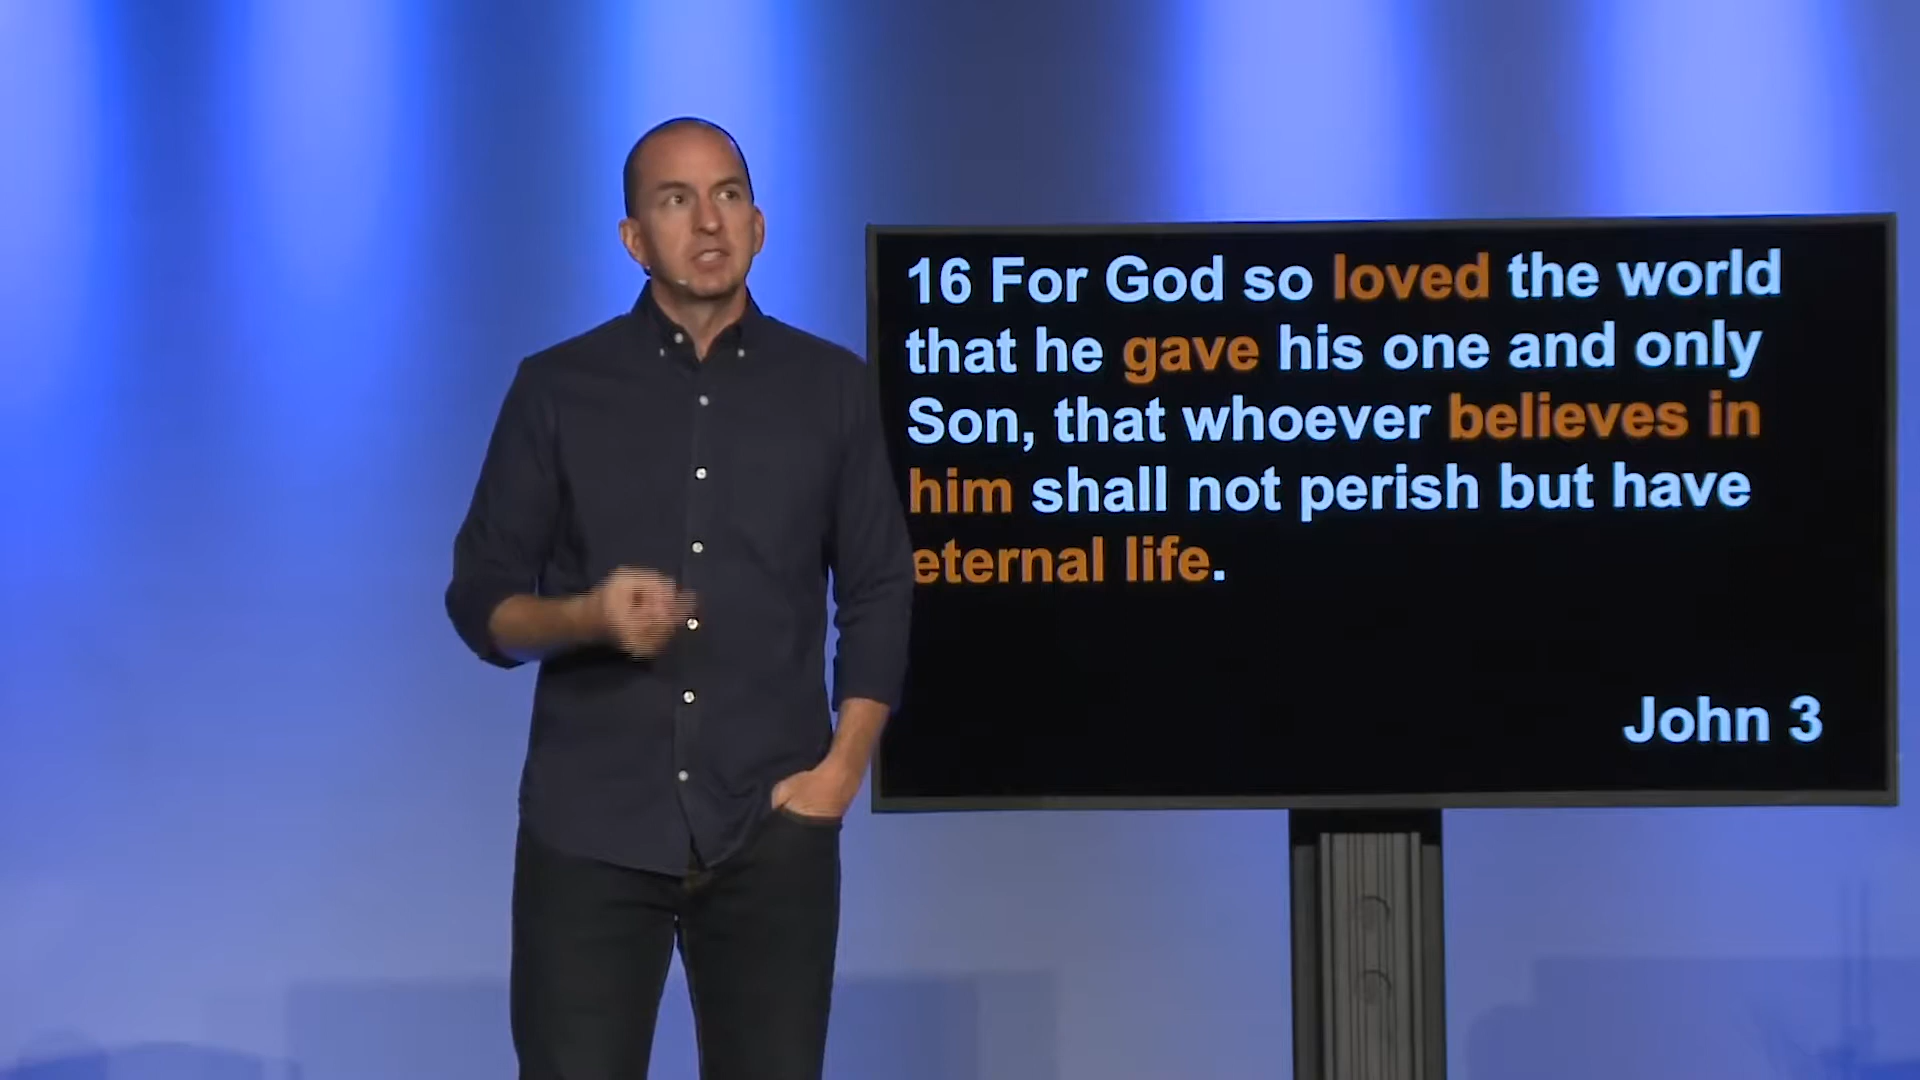 16 For God so loved the world
that he gave his one and only
Son, that whoever believes in
him shall not perish but have
eternal life.
John 3